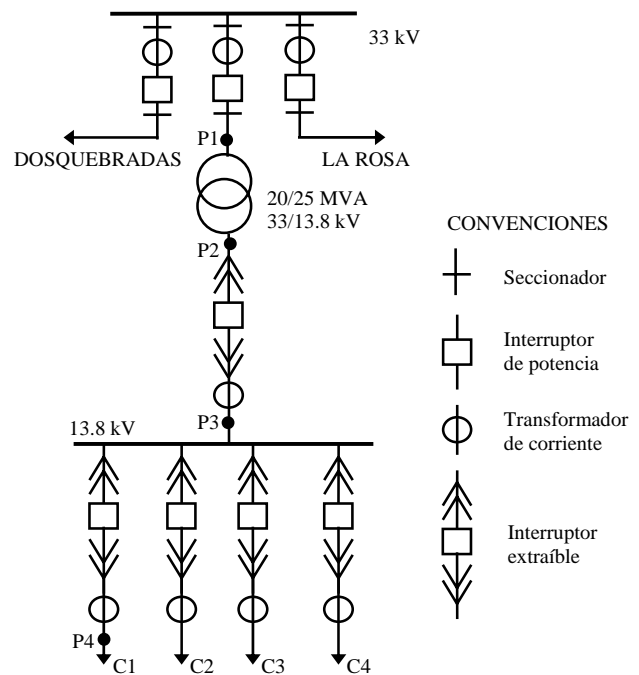 33 kV
P1
DOSQUEBRADAS
LA ROSA
20/25 MVA
33/13.8 kV
P2
P3
13.8 kV
P4
C1
C2
C3
C4
CONVENCIONES
Seccionador
Interruptor
de potencia
Transformador
de corriente
Interruptor
extraíble